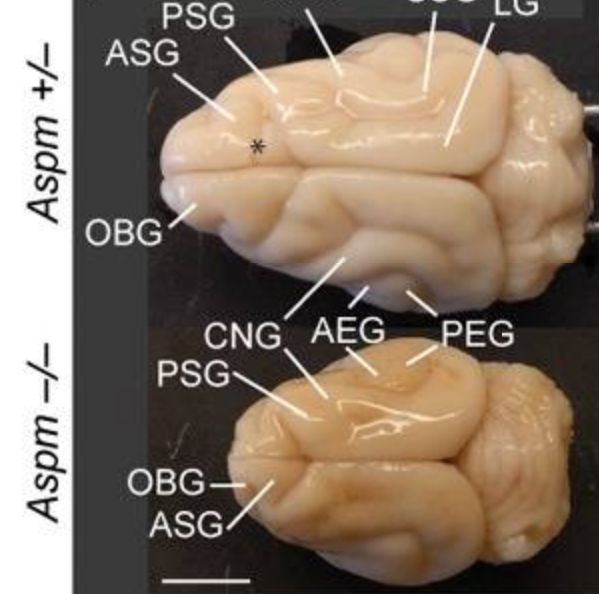 PSG
LG
ASG
*
Aspm +/–
OBG
CNG
AEG
PEG
PSG
Aspm –/–
OBG
ASG